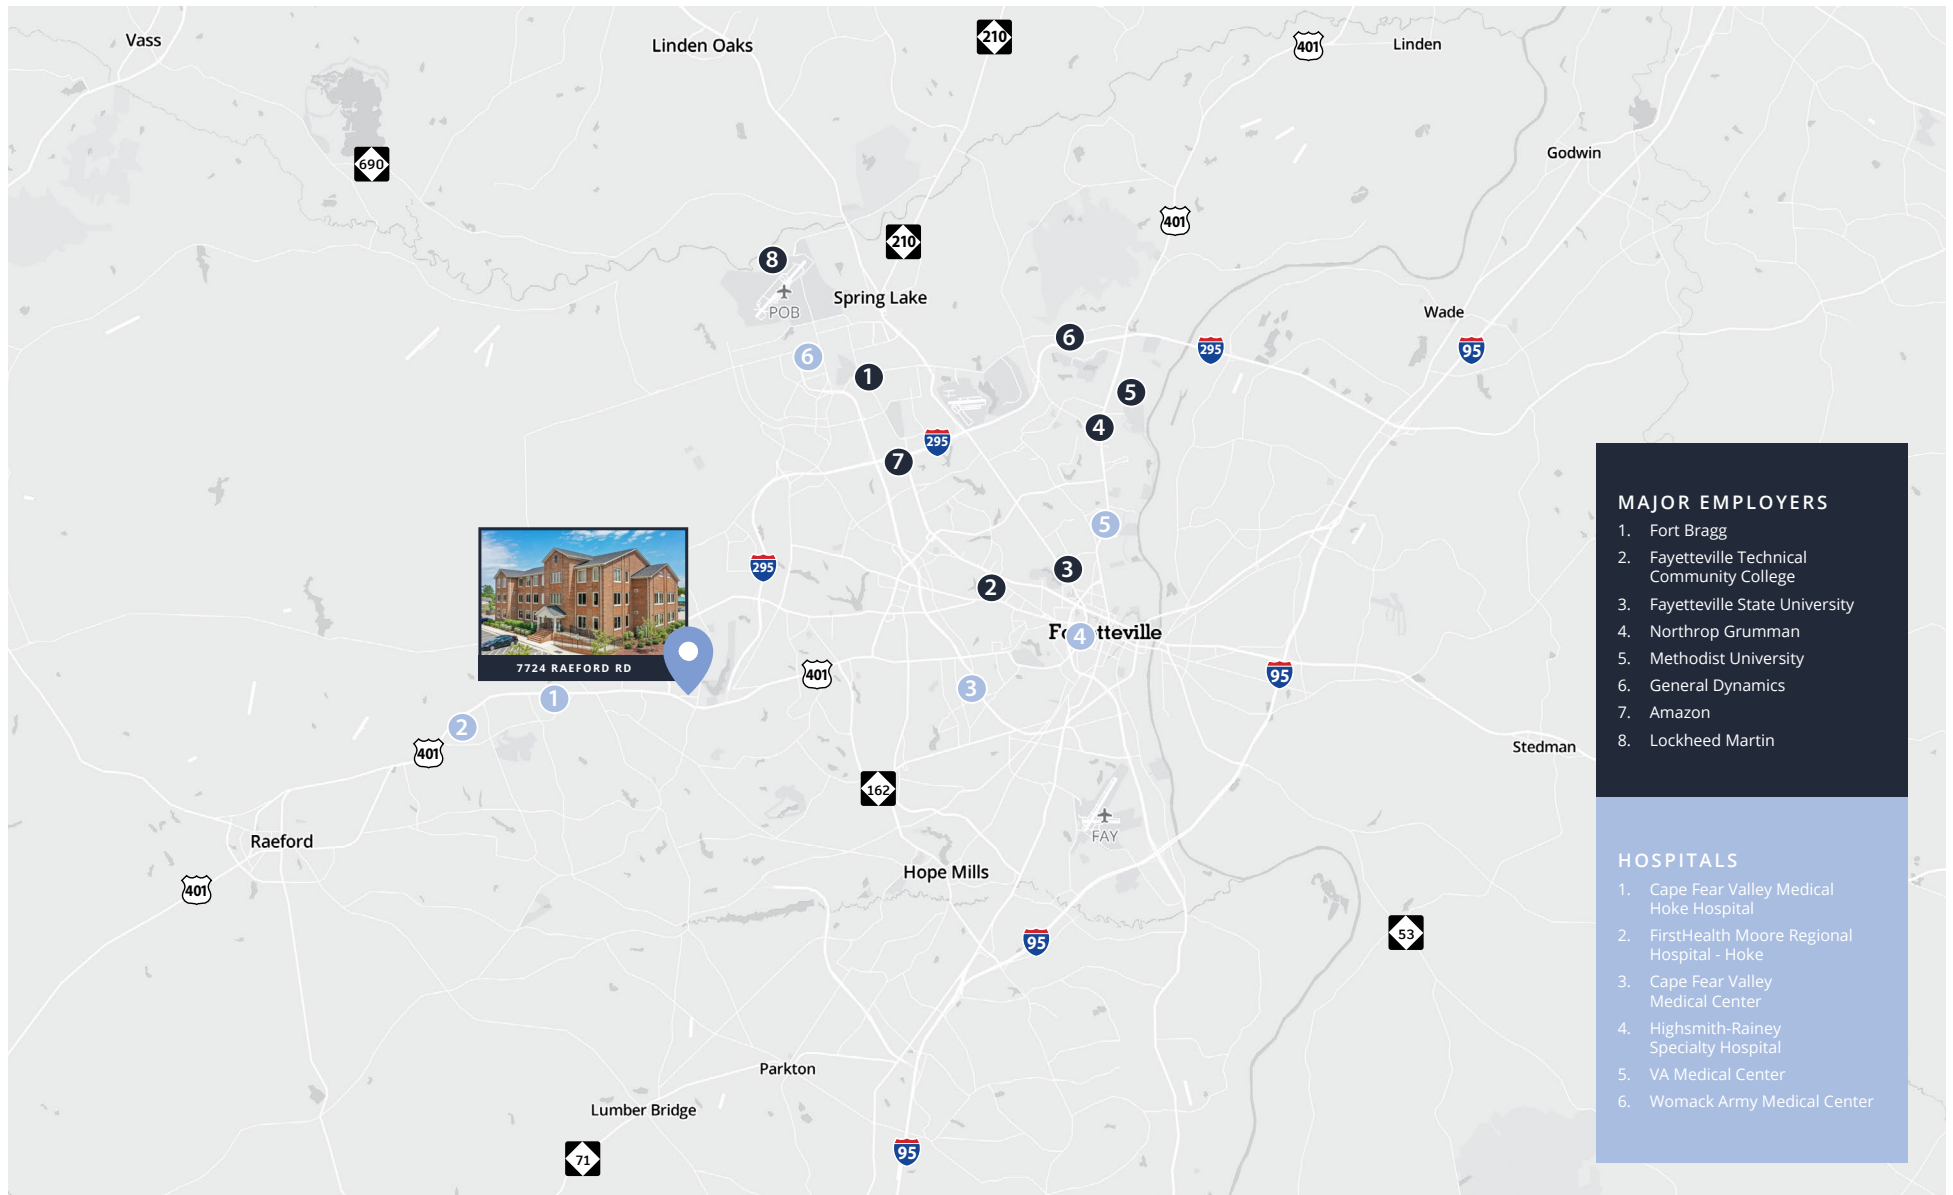 Vass
Linden Oaks
210
401
Linden
690
Godwin
401
210
8
Spring Lake
POB
Wade
6
295
95
6
1
5
4
295
7
MAJOR EMPLOYERS
1. Fort Bragg
2. Fayetteville Technical
Community College
3. Fayetteville State University
4. Northrop Grumman
5. Methodist University
6. General Dynamics
7. Amazon
8. Lockheed Martin
5
295
3
2
Fayetteville
4
7724 RAEFORD RD
401
95
3
1
2
401
Stedman
162
FAY
Raeford
Hope Mills
401
HOSPITALS
1. Cape Fear Valley Medical
Hoke Hospital
2. FirstHealth Moore Regional
Hospital - Hoke
3. Cape Fear Valley
Medical Center
4. Highsmith-Rainey
Specialty Hospital
5. VA Medical Center
6. Womack Army Medical Center
53
95
Parkton
Lumber Bridge
71
95